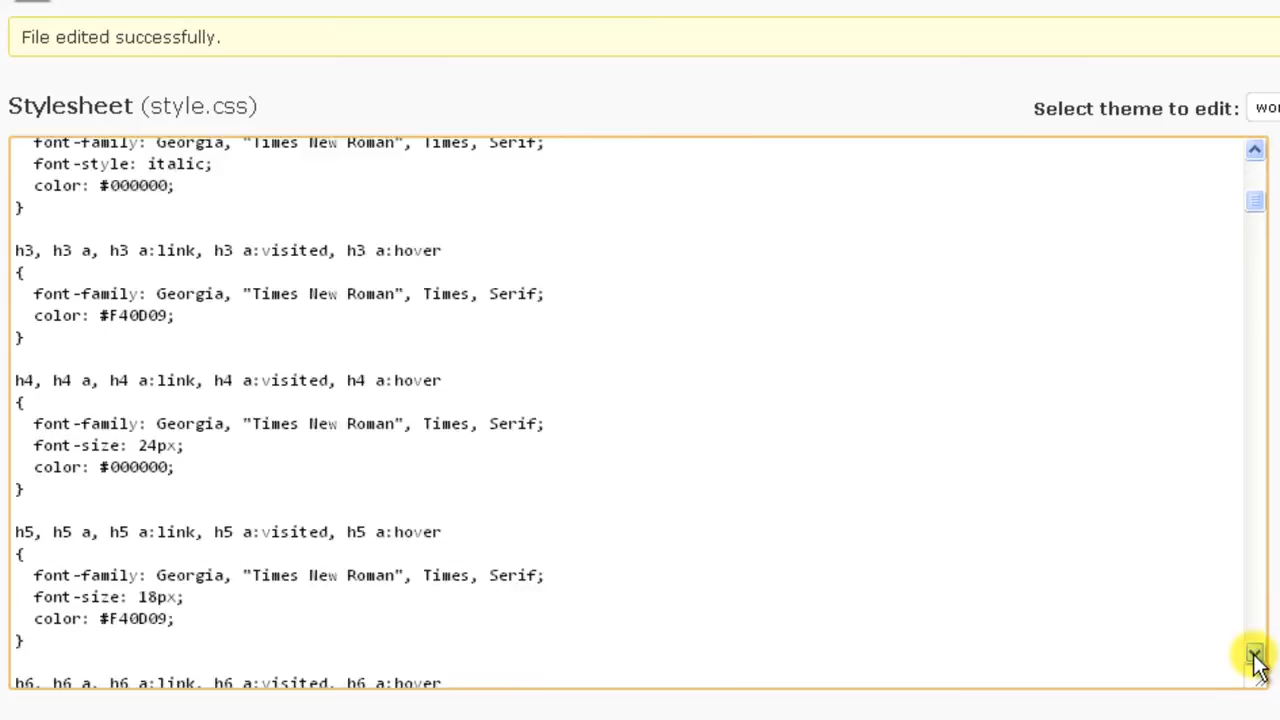 File edited successfully.
Stylesheet (style.css)
Select theme to edit:
font-family: Georgia, "Times New Roman", Times, Serif;
font-style: italic;
color: #000000;
}
h3, h3 a, h3 a:link, h3 a:visited, h3 a:hover
{
font-family: Georgia, "Times New Roman", Times, Serif;
color: #F40D09;
}
h4, h4 a, h4 a:link, h4 a:visited, h4 a:hover
{
font-family: Georgia, "Times New Roman", Times, Serif;
font-size: 24px;
color: #000000;
}
h5, h5 a, h5 a:link, h5 a:visited, h5 a:hover
{
font-family: Georgia, "Times New Roman", Times, Serif;
font-size: 18px;
color: #F40D09;
}
h6, h6 a, h6 a:link, h6 a:visited, h6 a:hover